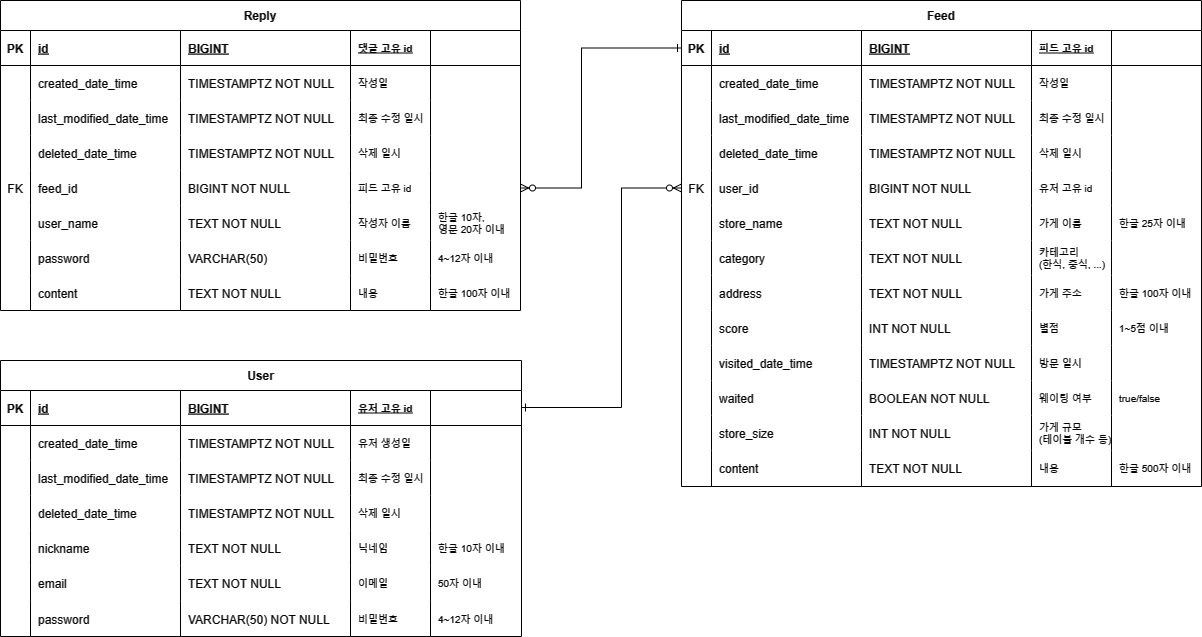 Reply
PK id BIGINT 댓글 고유 id
created_date_time TIMESTAMPTZ NOT NULL 작성일
last_modified_date_time TIMESTAMPTZ NOT NULL 최종 수정 일시
deleted_date_time TIMESTAMPTZ NOT NULL 삭제 일시
FK feed_id BIGINT NOT NULL 피드 고유 id
user_name TEXT NOT NULL 작성자 이름 한글 10자,
영문 20자 이내
password VARCHAR(50) 비밀번호 4~12자 이내
content TEXT NOT NULL 내용 한글 100자 이내
User
PK id BIGINT 유저 고유 id
created_date_time TIMESTAMPTZ NOT NULL 유저 생성일
last_modified_date_time TIMESTAMPTZ NOT NULL 최종 수정 일시
deleted_date_time TIMESTAMPTZ NOT NULL 삭제 일시
nickname TEXT NOT NULL 닉네임 한글 10자 이내
email TEXT NOT NULL 이메일 50자 이내
password VARCHAR(50) NOT NULL 비밀번호 4~12자 이내
Feed
PK id BIGINT 피드 고유 id
created_date_time TIMESTAMPTZ NOT NULL 작성일
last_modified_date_time TIMESTAMPTZ NOT NULL 최종 수정 일시
deleted_date_time TIMESTAMPTZ NOT NULL 삭제 일시
FK user_id BIGINT NOT NULL 유저 고유 id
store_name TEXT NOT NULL 가게 이름 한글 25자 이내
category TEXT NOT NULL 카테고리
(한식, 중식, ...)
address TEXT NOT NULL 가게 주소 한글 100자 이내
score INT NOT NULL 별점 1~5점 이내
visited_date_time TIMESTAMPTZ NOT NULL 방문 일시
waited BOOLEAN NOT NULL 웨이팅 여부 true/false
store_size INT NOT NULL 가게 규모
(테이블 개수 등)
content TEXT NOT NULL 내용 한글 500자 이내